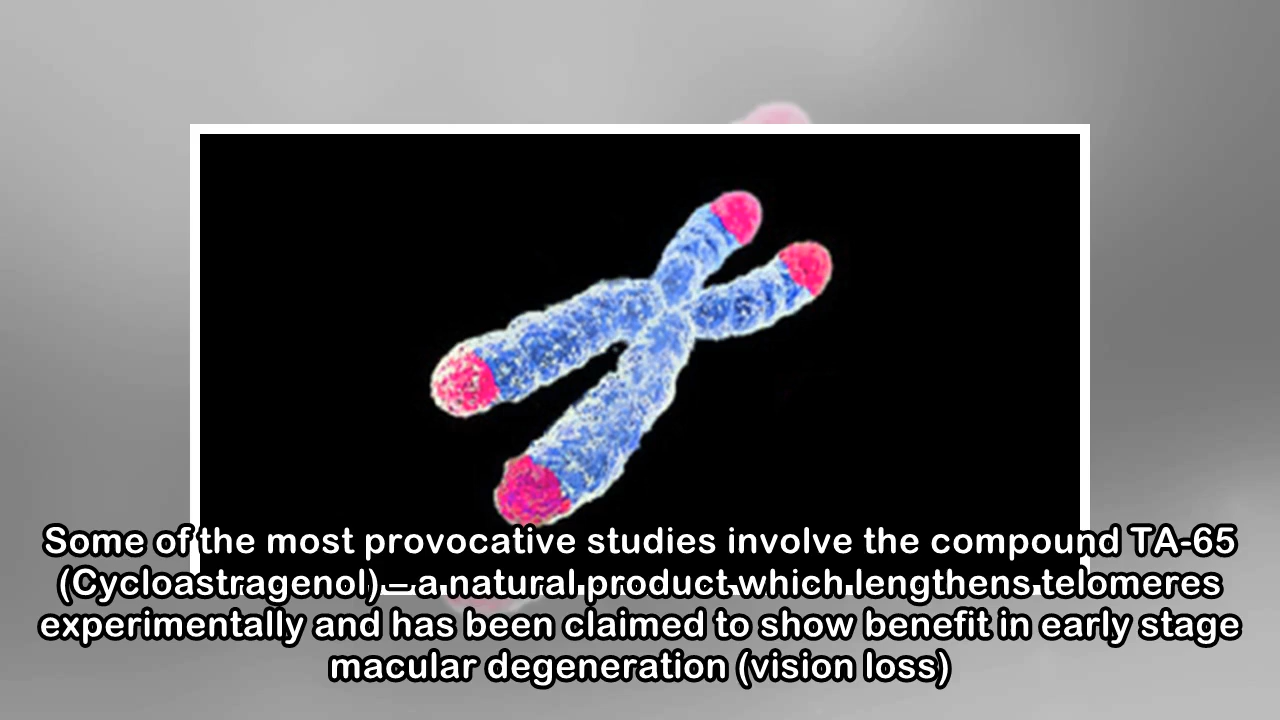 Some of the most provocative studies involve the compound TA-65
(Cycloastragenol) – a natural product which lengthens telomeres
experimentally and has been claimed to show benefit in early stage
macular degeneration (vision loss)